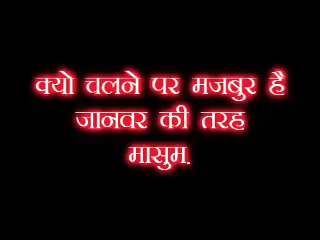 क्यो चलने पर मजबुर है
जानवर की तरह
मासुम.